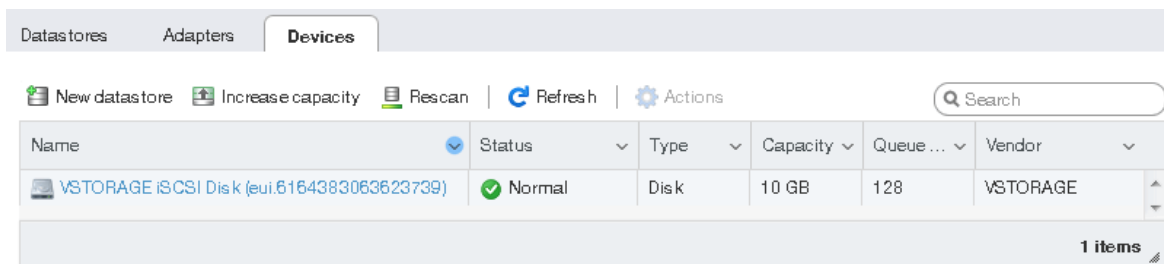 Datastores Adapters Devices
New datastore Increase capacity Rescan Refresh Actions Search
Name Status Type Capacity Queue ... Vendor
VSTORAGE iSCSI Disk (eui.6164383063623739) Normal Disk 10 GB 128 VSTORAGE
1 items